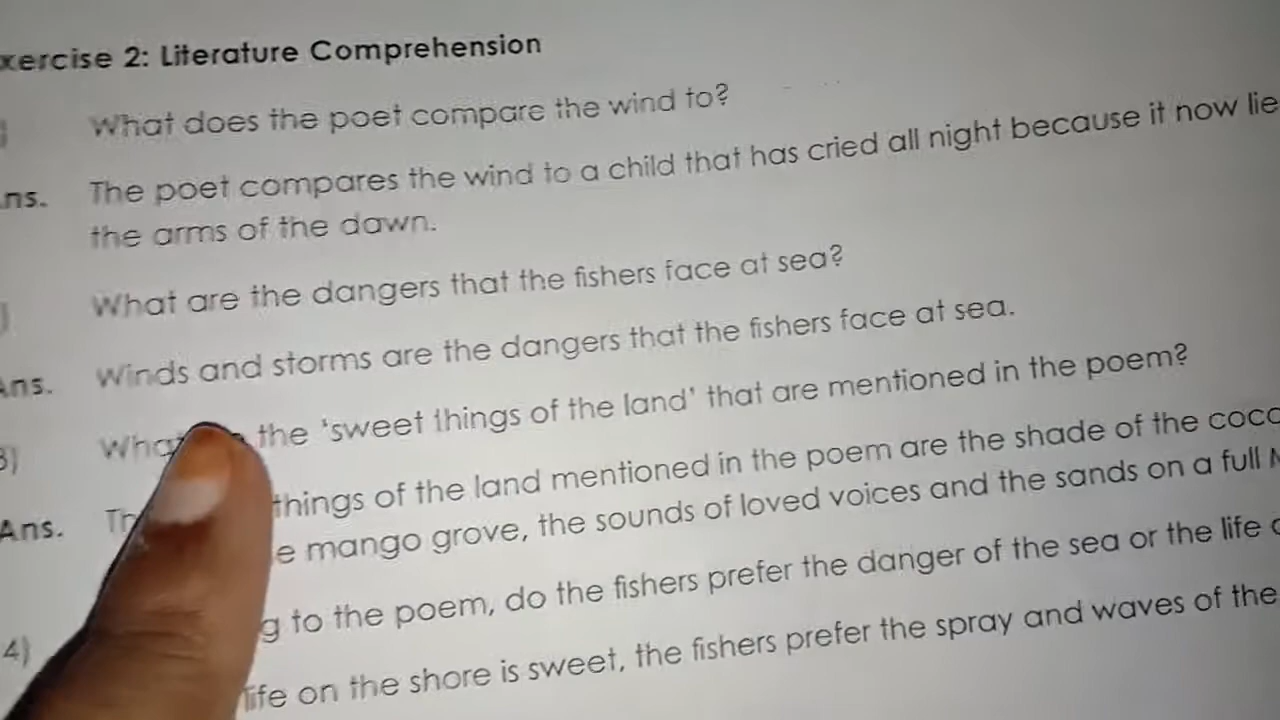 xercise 2: Literature Comprehension
What does the poet compare the wind to?
ns. The poet compares the wind to a child that has cried all night because it now lie
the arms of the dawn.
What are the dangers that the fishers face at sea?
Ans. Winds and storms are the dangers that the fishers face at sea.
3) What the 'sweet things of the land' that are mentioned in the poem?
Ans. Th things of the land mentioned in the poem are the shade of the coco
e mango grove, the sounds of loved voices and the sands on a full M
4) g to the poem, do the fishers prefer the danger of the sea or the life o
life on the shore is sweet, the fishers prefer the spray and waves of the